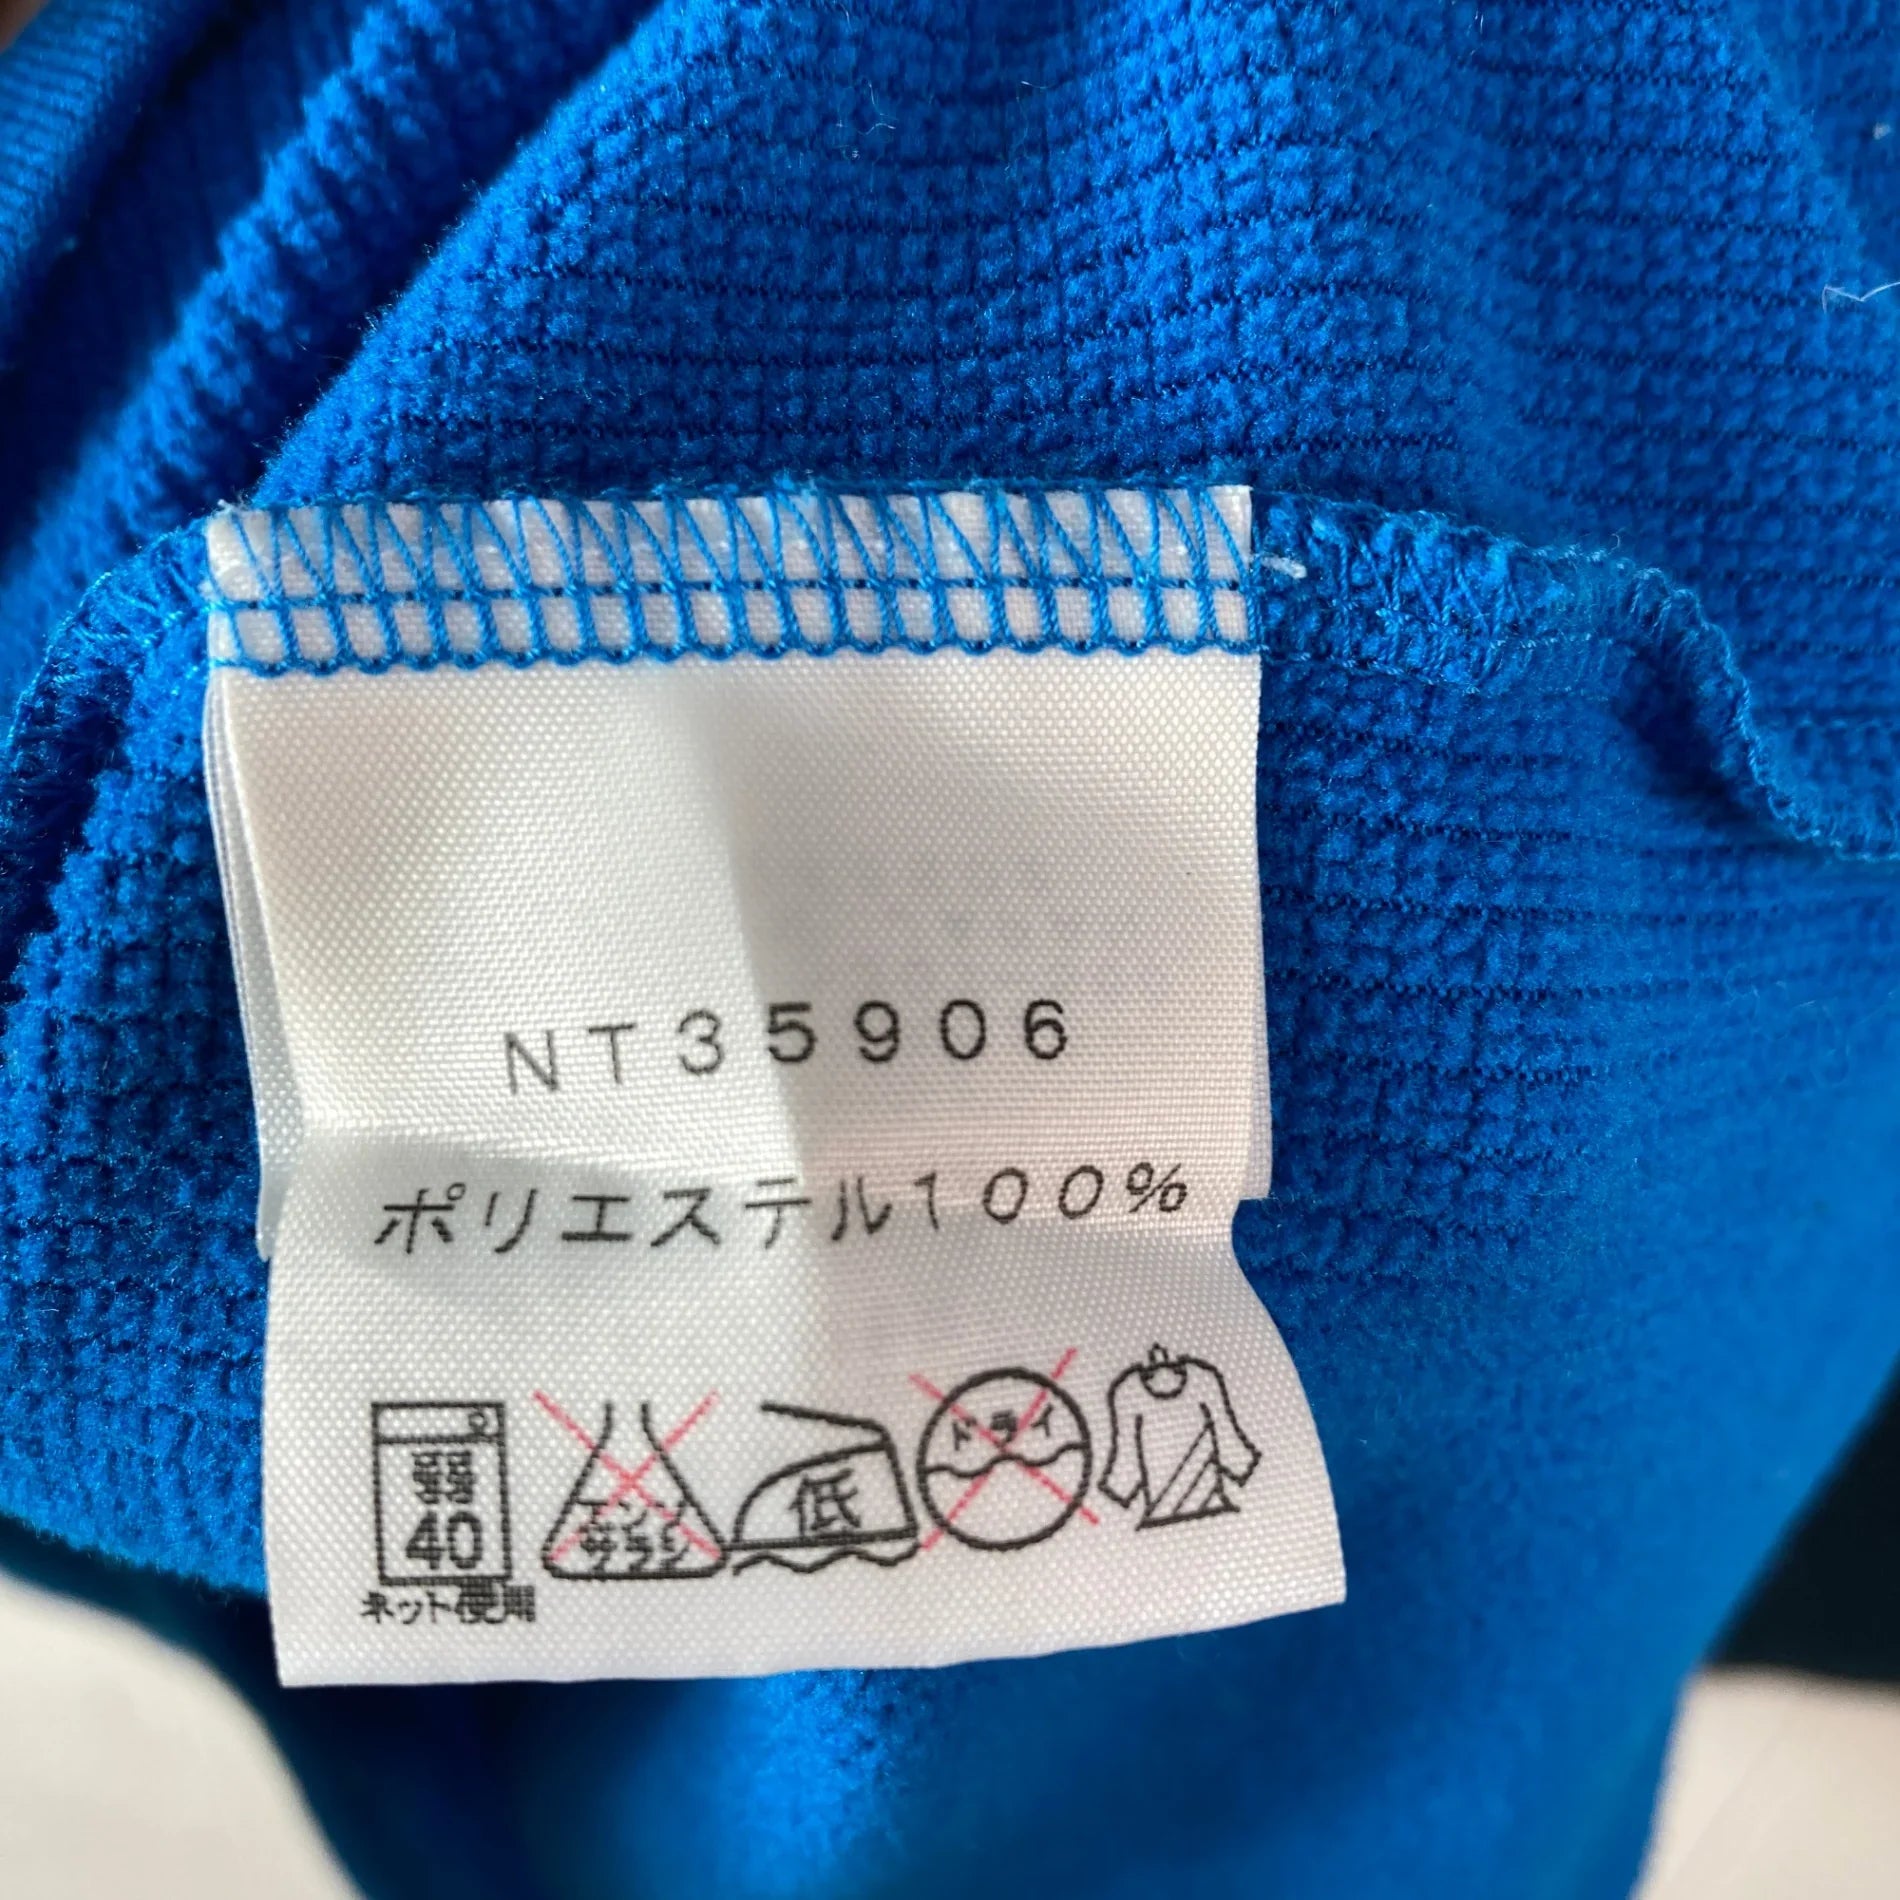 NT35906
ポリエステル100%
弱
40
ネット使用
エンソ
サラシ
低
ドライ